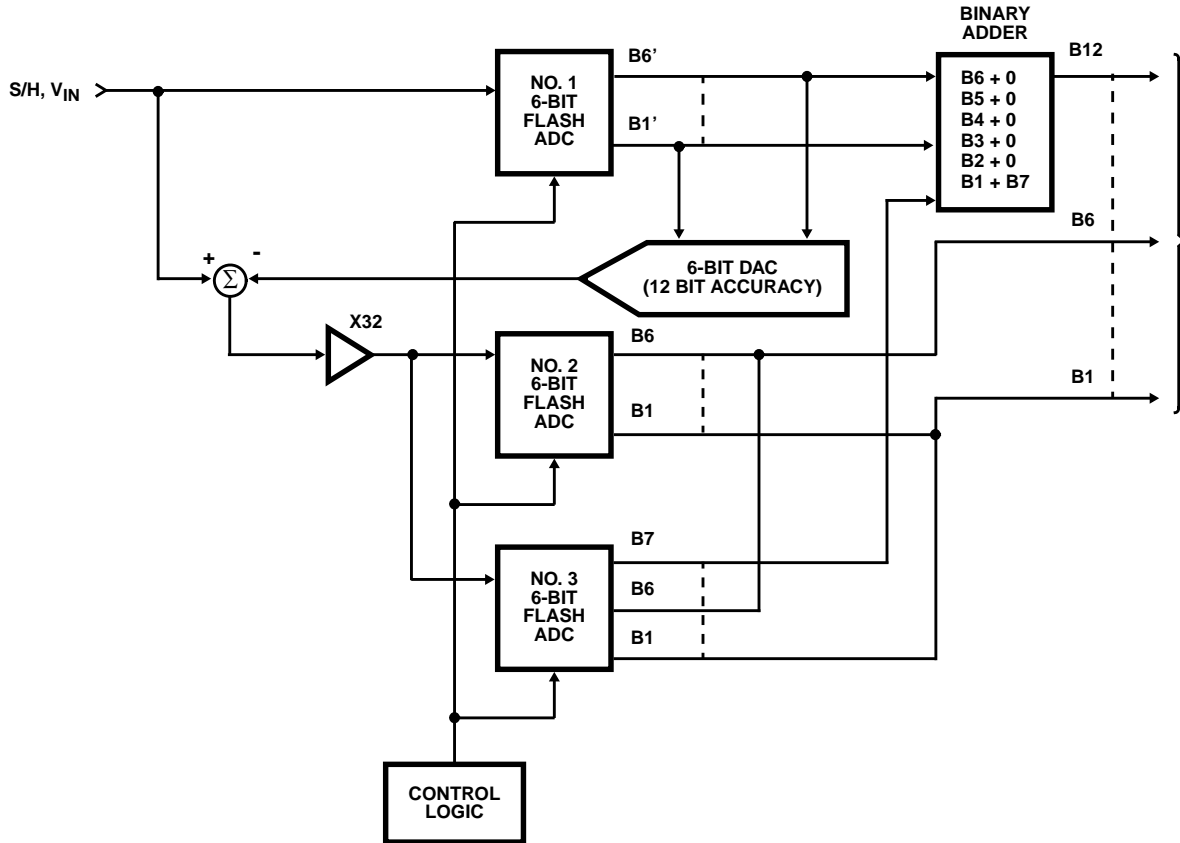 BINARY
ADDER
B6’
B12
S/H, VIN
NO. 1
6-BIT
FLASH
ADC
B1’
B6 + 0
B5 + 0
B4 + 0
B3 + 0
B2 + 0
B1 + B7
B6
+
-
Σ
6-BIT DAC
(12 BIT ACCURACY)
X32
B6
NO. 2
6-BIT
FLASH
ADC
B1
B1
B7
NO. 3
6-BIT
FLASH
ADC
B6
B1
CONTROL
LOGIC